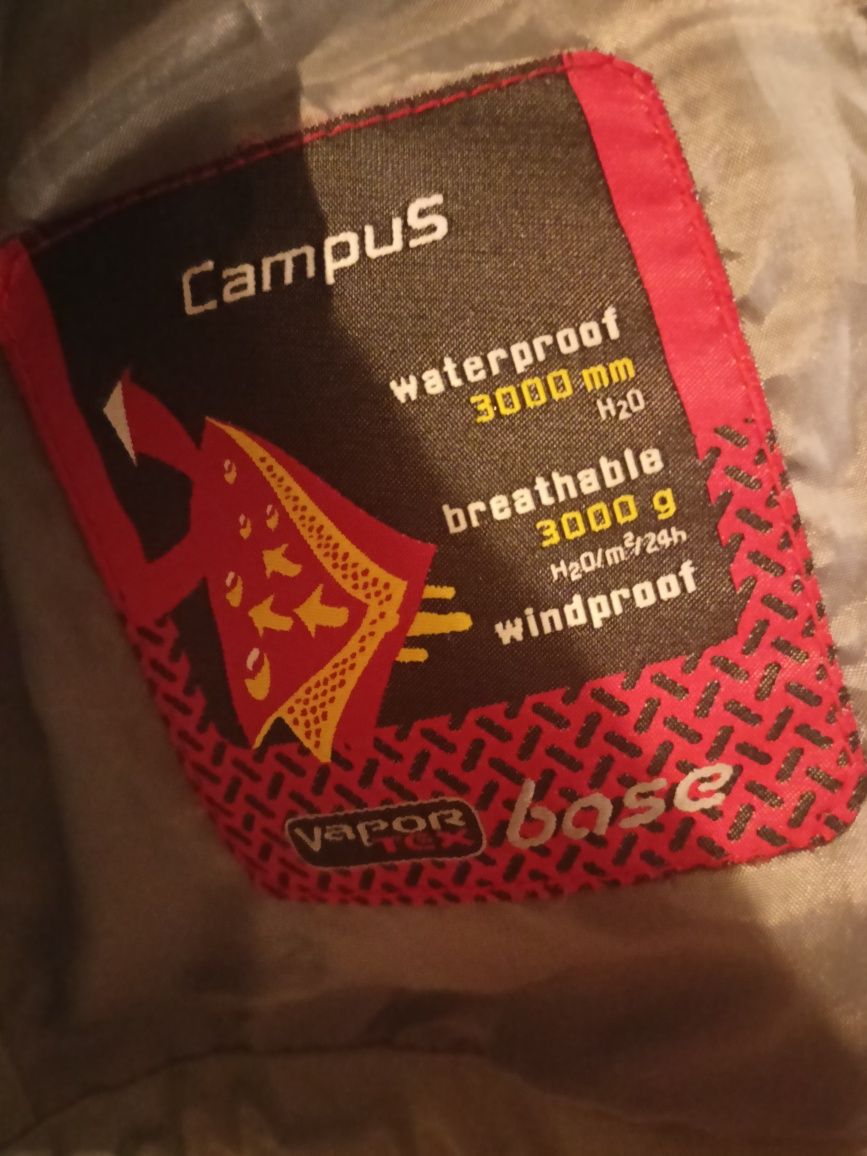 Campus
waterproof
3000 mm
H₂O
breathable
3000 g
H₂O/m²/24h
windproof
VAPOR
TEX
base